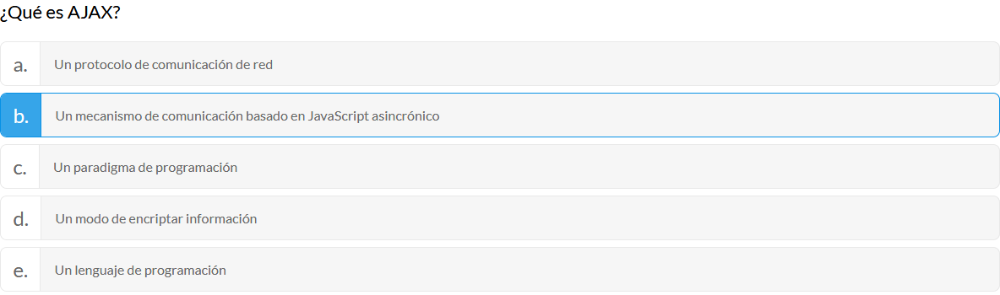 ¿Qué es AJAX?
a. Un protocolo de comunicación de red
b. Un mecanismo de comunicación basado en JavaScript asincrónico
c. Un paradigma de programación
d. Un modo de encriptar información
e. Un lenguaje de programación